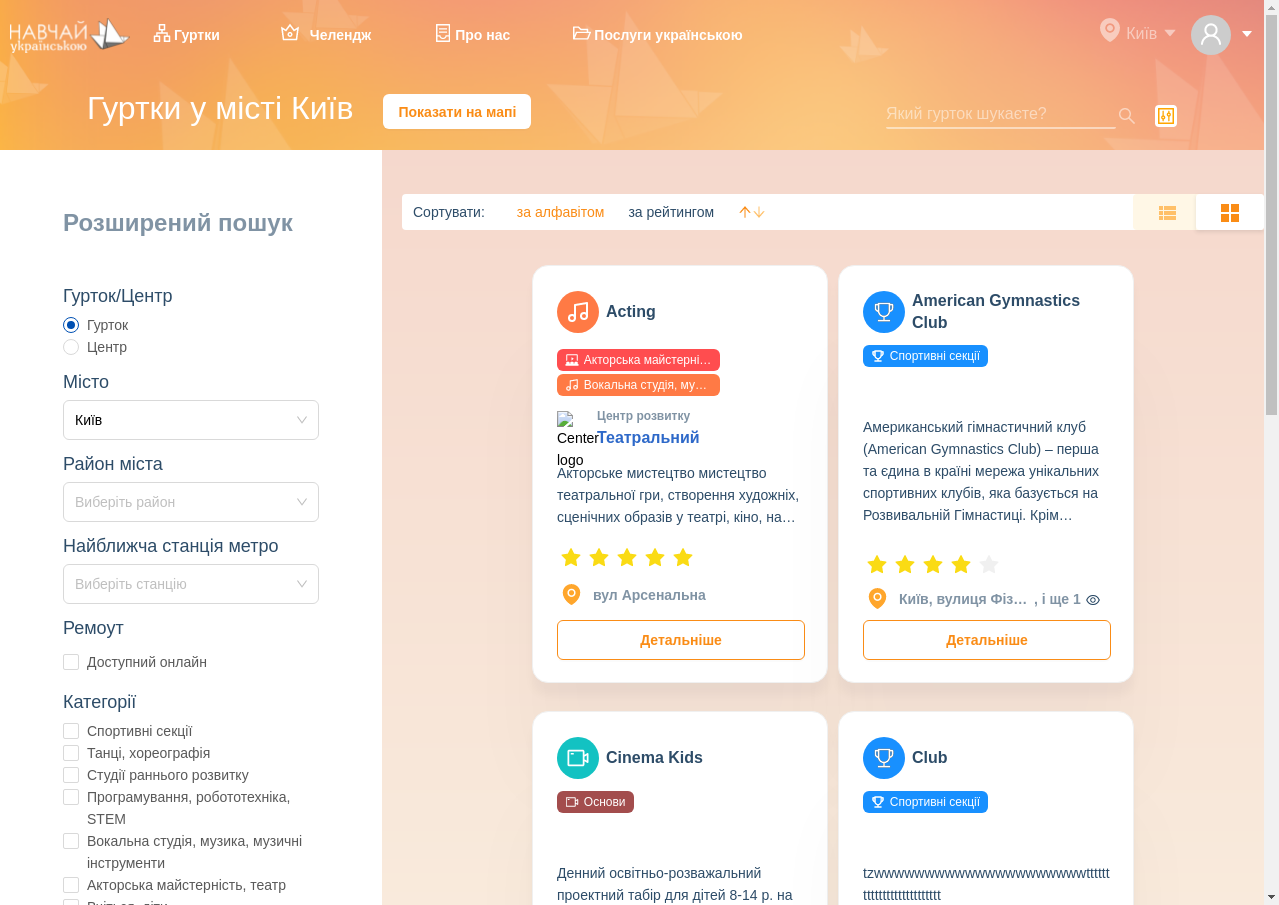 НАВЧАЙ
українською
Гуртки
Челендж
Про нас
Послуги українською
Київ
Гуртки у місті Київ
Показати на мапі
Який гурток шукаєте?
Розширений пошук
Гурток/Центр
Гурток
Центр
Місто
Київ
Район міста
Виберіть район
Найближча станція метро
Виберіть станцію
Ремоут
Доступний онлайн
Категорії
Спортивні секції
Танці, хореографія
Студії раннього розвитку
Програмування, робототехніка,
STEM
Вокальна студія, музика, музичні
інструменти
Акторська майстерність, театр
Сортувати:
за алфавітом
за рейтингом
Acting
Акторська майстерні...
Вокальна студія, му...
Center
logo
Центр розвитку
Театральний
Акторське мистецтво мистецтво
театральної гри, створення художніх,
сценічних образів у театрі, кіно, на...
вул Арсенальна
Детальніше
American Gymnastics
Club
Спортивні секції
Американський гімнастичний клуб
(American Gymnastics Club) – перша
та єдина в країні мережа унікальних
спортивних клубів, яка базується на
Розвивальній Гімнастиці. Крім...
Київ, вулиця Фіз... , і ще 1
Детальніше
Cinema Kids
Основи
Денний освітньо-розважальний
проектний табір для дітей 8-14 р. на
Club
Спортивні секції